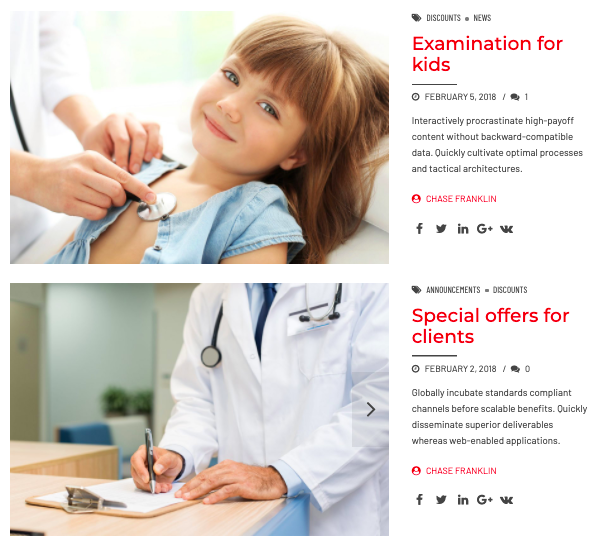 DISCOUNTS NEWS
Examination for
kids
FEBRUARY 5, 2018 / 1
Interactively procrastinate high-payoff
content without backward-compatible
data. Quickly cultivate optimal processes
and tactical architectures.
CHASE FRANKLIN
ANNOUNCEMENTS DISCOUNTS
Special offers for
clients
FEBRUARY 2, 2018 / 0
Globally incubate standards compliant
channels before scalable benefits. Quickly
disseminate superior deliverables
whereas web-enabled applications.
CHASE FRANKLIN